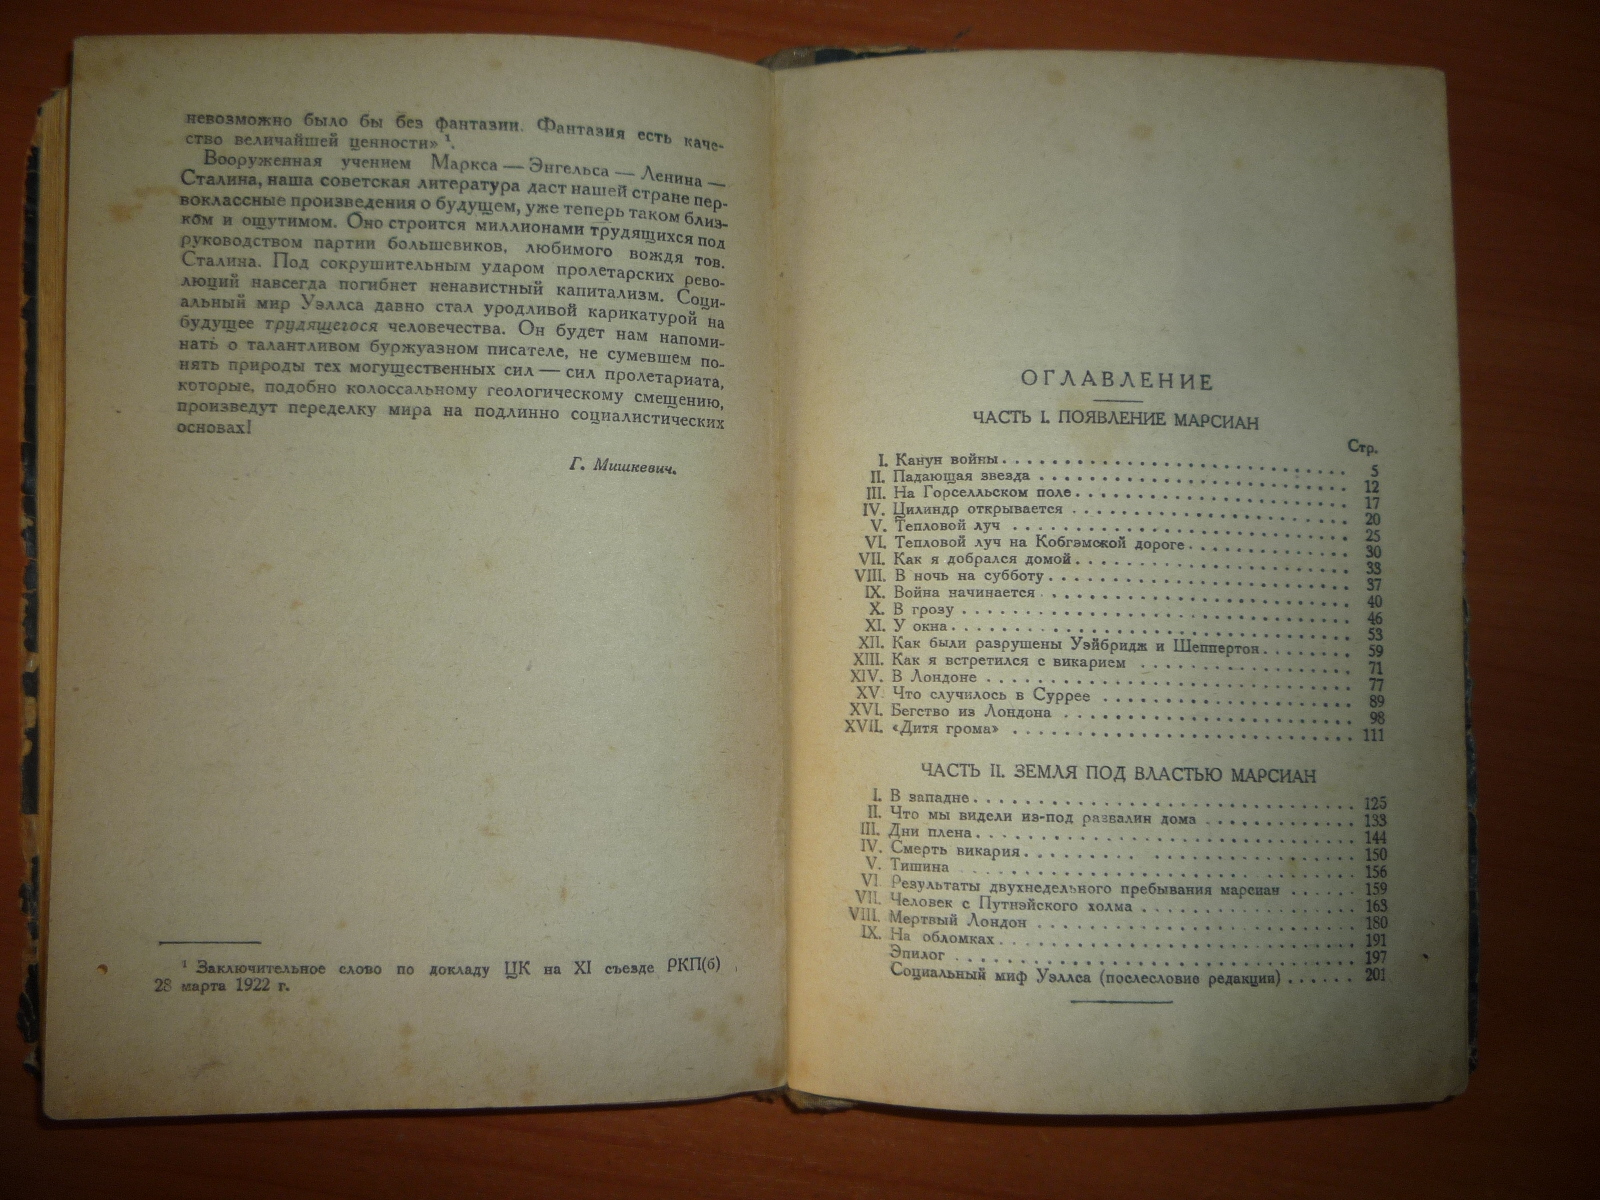 невозможно было бы без фантазии. Фантазия есть каче-
ство величайшей ценности» ¹.
Вооруженная учением Маркса — Энгельса — Ленина —
Сталина, наша советская литература даст нашей стране пер-
воклассные произведения о будущем, уже теперь таком близ-
ком и ощутимом. Оно строится миллионами трудящихся под
руководством партии большевиков, любимого вождя тов.
Сталина. Под сокрушительным ударом пролетарских рево-
люций навсегда погибнет ненавистный капитализм. Соци-
альный мир Уэллса давно стал уродливой карикатурой на
будущее трудящегося человечества. Он будет нам напоми-
нать о талантливом буржуазном писателе, не сумевшем по-
нять природы тех могущественных сил — сил пролетариата,
которые, подобно колоссальному геологическому смещению,
произведут переделку мира на подлинно социалистических
основах!
Г. Мишкевич.
¹ Заключительное слово по докладу ЦК на XI съезде РКП(б)
28 марта 1922 г.
ОГЛАВЛЕНИЕ
ЧАСТЬ I. ПОЯВЛЕНИЕ МАРСИАН
Стр.
I. Канун войны . . . 5
II. Падающая звезда . . . 12
III. На Горселльском поле . . . 17
IV. Цилиндр открывается . . . 20
V. Тепловой луч . . . 25
VI. Тепловой луч на Кобгэмской дороге . . . 30
VII. Как я добрался домой . . . 33
VIII. В ночь на субботу . . . 37
IX. Война начинается . . . 40
X. В грозу . . . 46
XI. У окна . . . 53
XII. Как были разрушены Уэйбридж и Шеппертон . . . 59
XIII. Как я встретился с викарием . . . 71
XIV. В Лондоне . . . 77
XV. Что случилось в Суррее . . . 89
XVI. Бегство из Лондона . . . 98
XVII. «Дитя грома» . . . 111
ЧАСТЬ II. ЗЕМЛЯ ПОД ВЛАСТЬЮ МАРСИАН
I. В западне . . . 125
II. Что мы видели из-под развалин дома . . . 133
III. Дни плена . . . 144
IV. Смерть викария . . . 150
V. Тишина . . . 156
VI. Результаты двухнедельного пребывания марсиан . . . 159
VII. Человек с Путнэйского холма . . . 163
VIII. Мертвый Лондон . . . 180
IX. На обломках . . . 191
Эпилог . . . 197
Социальный миф Уэллса (послесловие редакции) . . . 201